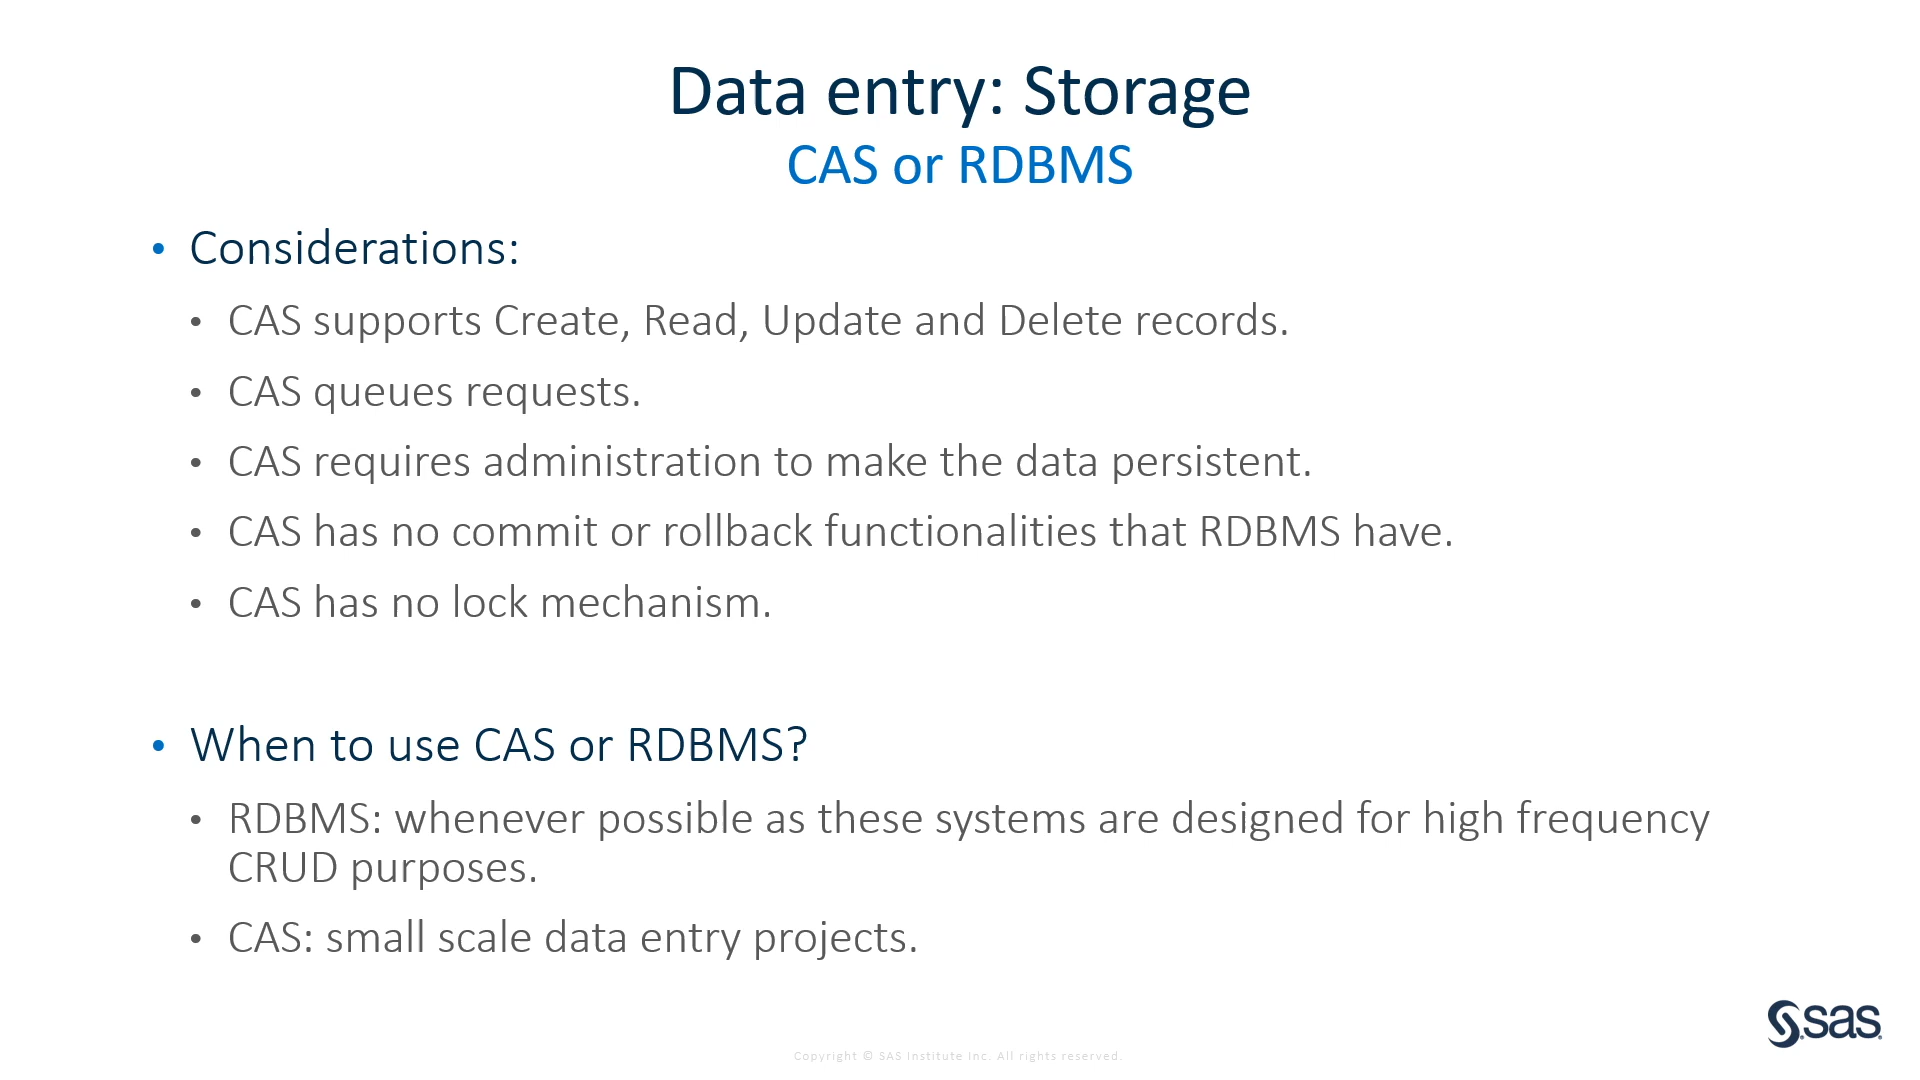 Data entry: Storage
CAS or RDBMS
• Considerations:
• CAS supports Create, Read, Update and Delete records.
• CAS queues requests.
• CAS requires administration to make the data persistent.
• CAS has no commit or rollback functionalities that RDBMS have.
• CAS has no lock mechanism.
• When to use CAS or RDBMS?
• RDBMS: whenever possible as these systems are designed for high frequency
CRUD purposes.
• CAS: small scale data entry projects.
sas
Copyright © SAS Institute Inc. All rights reserved.